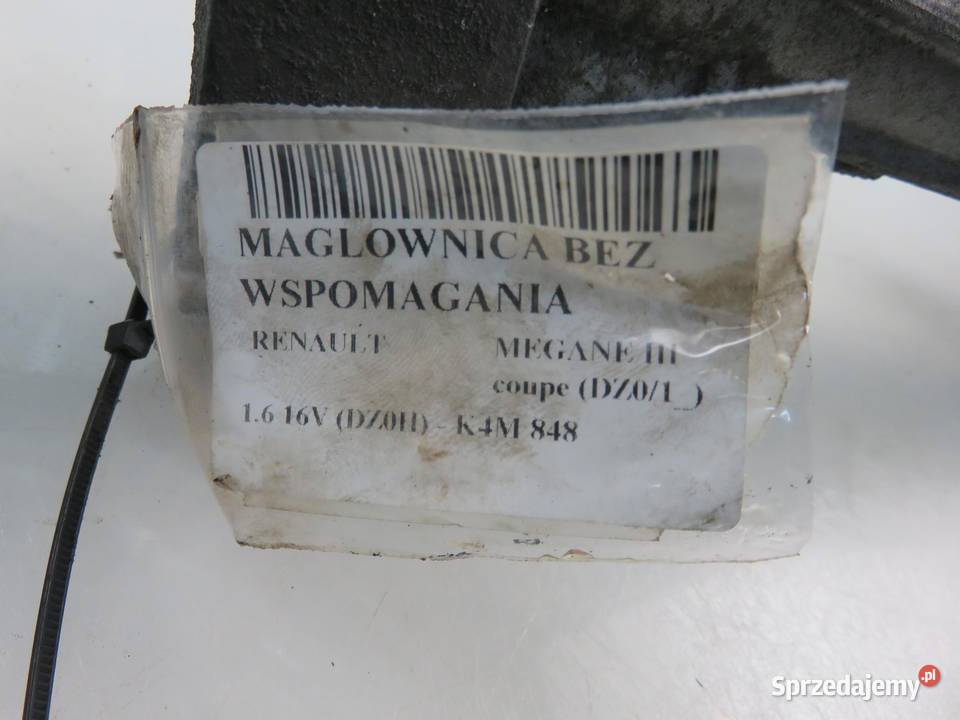 MAGLOWNICA BEZ
WSPOMAGANIA
RENAULT MEGANE III
coupe (DZ0/1_)
1.6 16V (DZ0H) - K4M 848
Sprzedajemy.pl